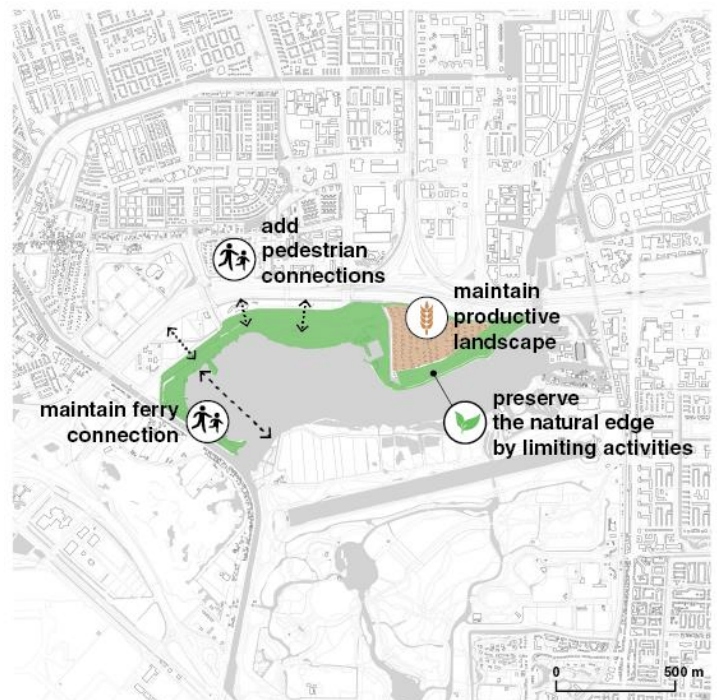 add
pedestrian
connections
maintain
productive
landscape
maintain ferry
connection
preserve
the natural edge
by limiting activities
0 500 m